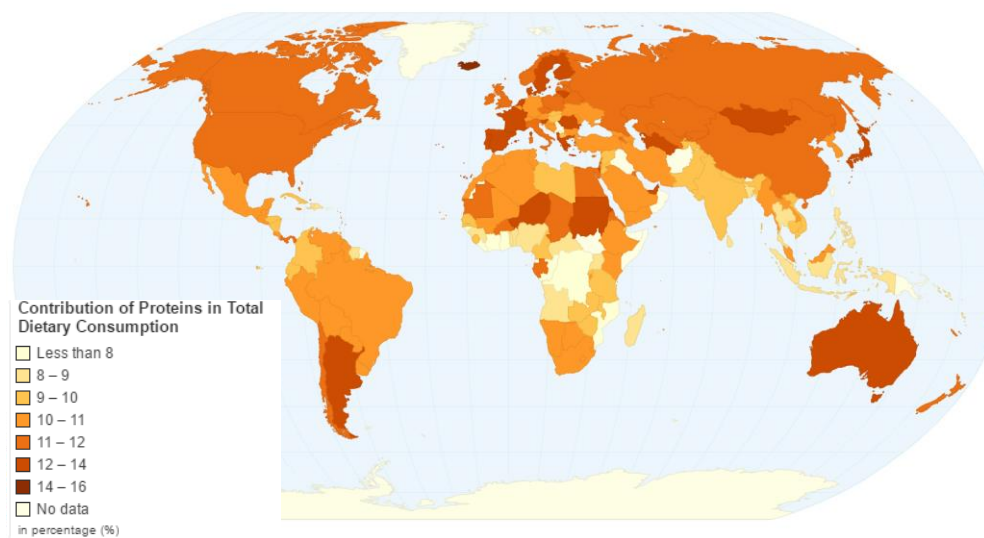 Contribution of Proteins in Total
Dietary Consumption
Less than 8
8 – 9
9 – 10
10 – 11
11 – 12
12 – 14
14 – 16
No data
in percentage (%)